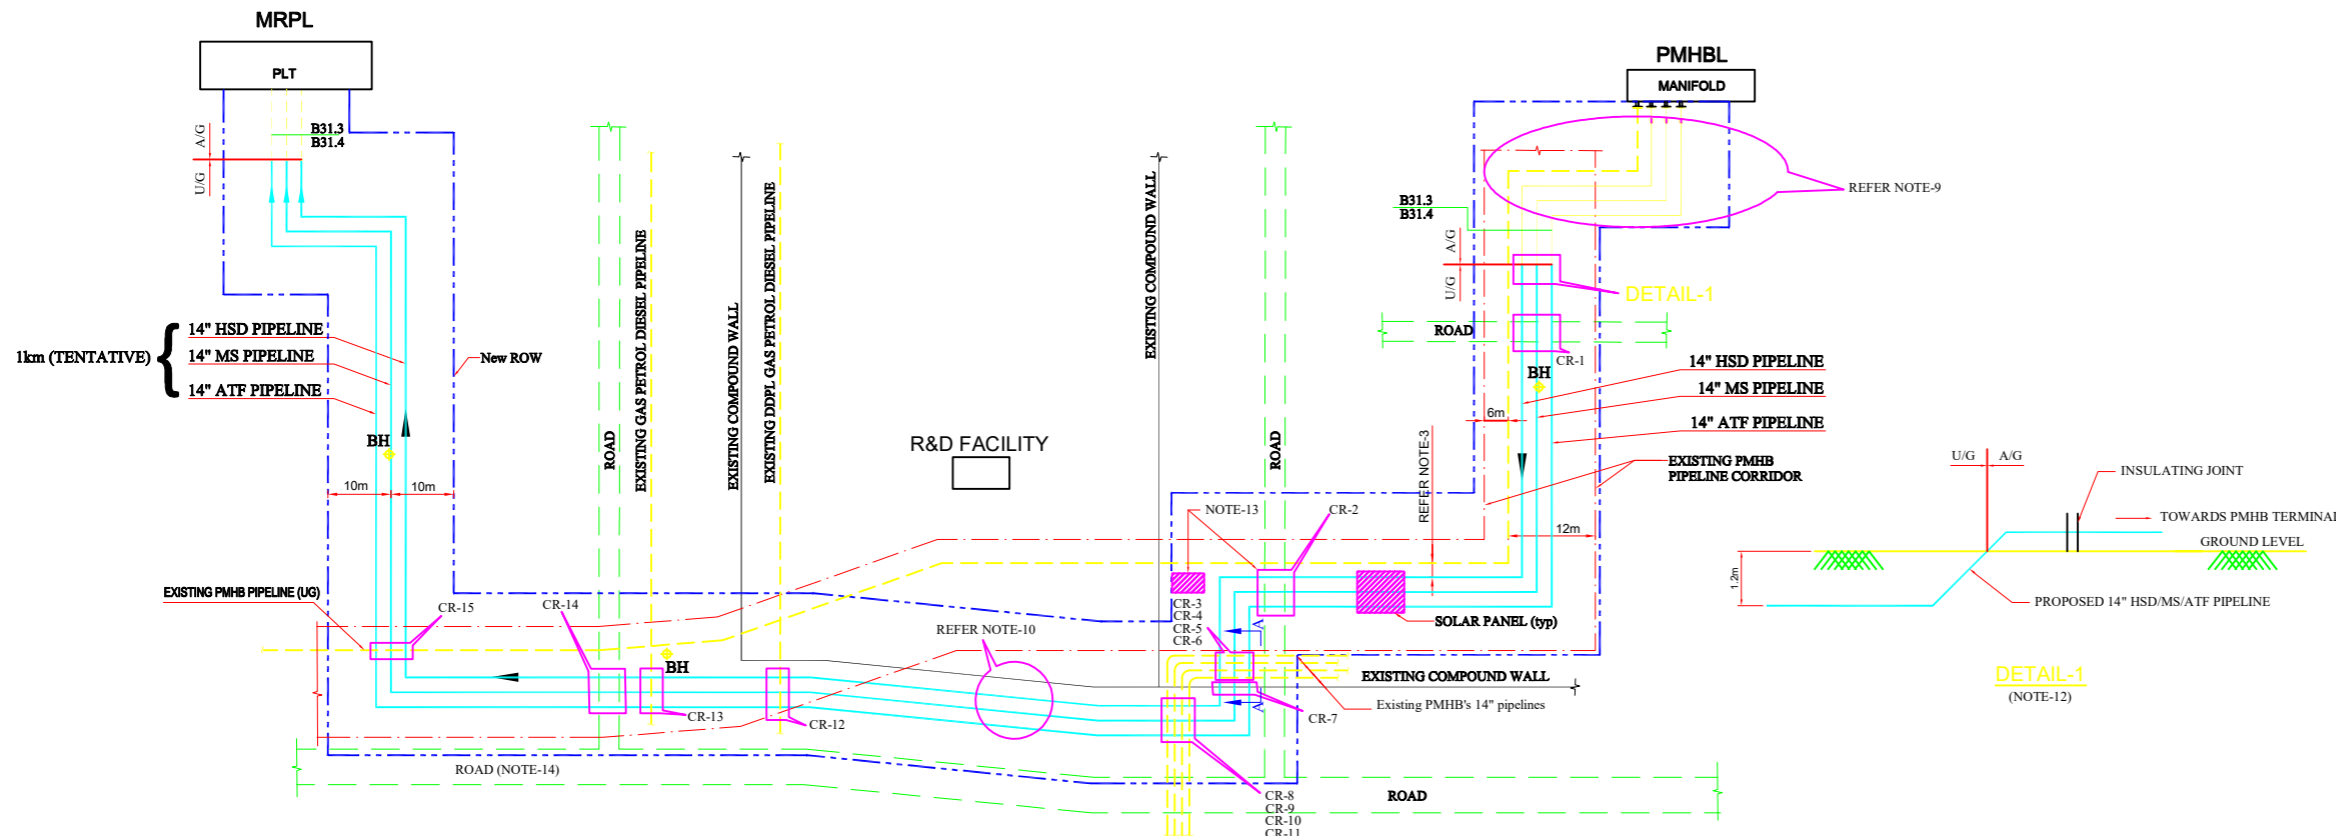 MRPL
PLT
B31.3
B31.4
A/G
U/G
1km (TENTATIVE)
14" HSD PIPELINE
14" MS PIPELINE
14" ATF PIPELINE
New ROW
BH
10m
10m
ROAD
EXISTING GAS PETROL DIESEL PIPELINE
EXISTING COMPOUND WALL
EXISTING DDPL GAS PETROL DIESEL PIPELINE
R&D FACILITY
EXISTING COMPOUND WALL
ROAD
PMHBL
MANIFOLD
REFER NOTE-9
B31.3
B31.4
A/G
U/G
DETAIL-1
ROAD
CR-1
BH
14" HSD PIPELINE
14" MS PIPELINE
14" ATF PIPELINE
6m
REFER NOTE-3
EXISTING PMHB
PIPELINE CORRIDOR
12m
NOTE-13
CR-2
CR-3
CR-4
CR-5
CR-6
A
A
SOLAR PANEL (typ)
EXISTING COMPOUND WALL
Existing PMHB's 14" pipelines
CR-7
CR-8
CR-9
CR-10
CR-11
ROAD
EXISTING PMHB PIPELINE (UG)
CR-15
CR-14
BH
CR-13
CR-12
REFER NOTE-10
ROAD (NOTE-14)
U/G
A/G
INSULATING JOINT
TOWARDS PMHB TERMINAL
GROUND LEVEL
1.2m
PROPOSED 14" HSD/MS/ATF PIPELINE
DETAIL-1
(NOTE-12)